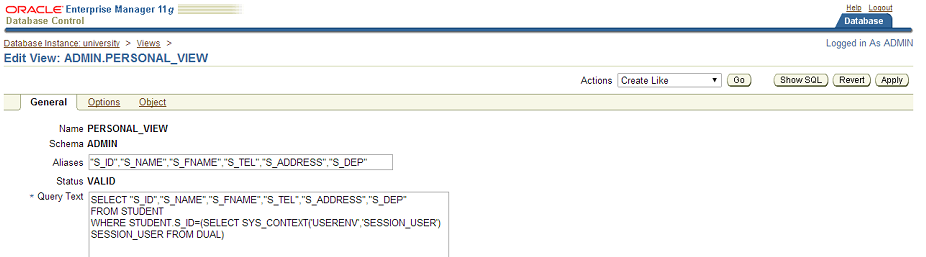 ORACLE Enterprise Manager 11g
Help Logout
Database Control
Database
Database Instance: university > Views >
Logged in As ADMIN
Edit View: ADMIN.PERSONAL_VIEW
Actions Create Like Go Show SQL Revert Apply
General Options Object
Name PERSONAL_VIEW
Schema ADMIN
Aliases "S_ID","S_NAME","S_FNAME","S_TEL","S_ADDRESS","S_DEP"
Status VALID
* Query Text SELECT "S_ID","S_NAME","S_FNAME","S_TEL","S_ADDRESS","S_DEP"
FROM STUDENT
WHERE STUDENT.S_ID=(SELECT SYS_CONTEXT('USERENV','SESSION_USER')
SESSION_USER FROM DUAL)